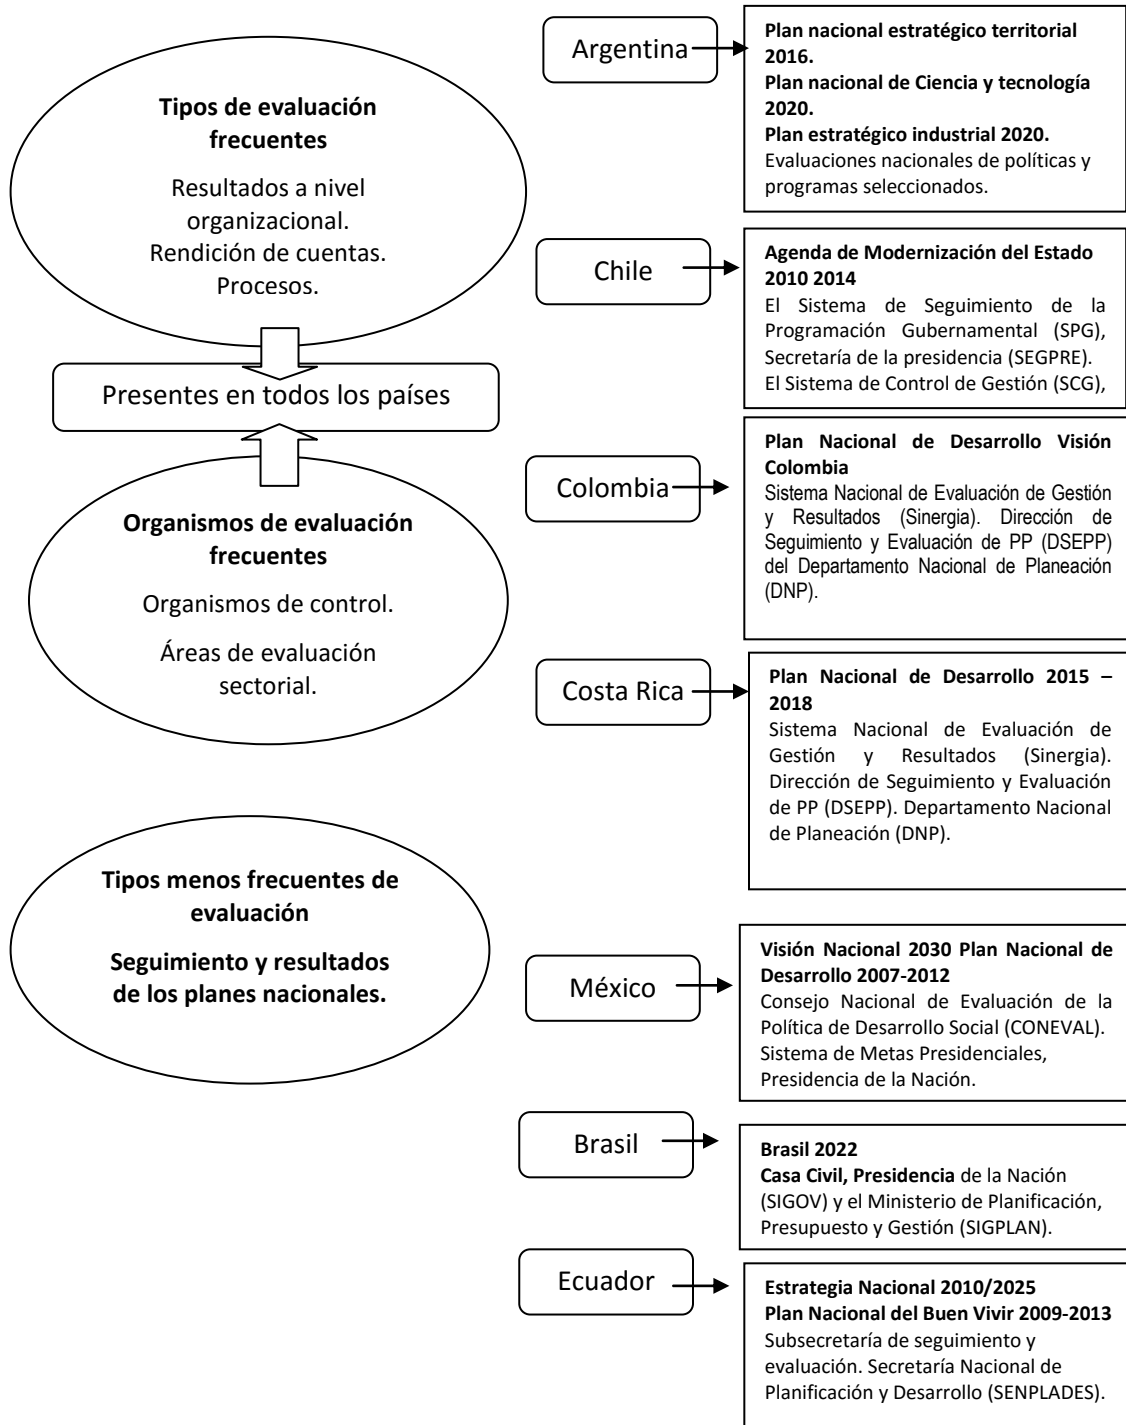 Tipos de evaluación
frecuentes
Resultados a nivel
organizacional.
Rendición de cuentas.
Procesos.
Presentes en todos los países
Organismos de evaluación
frecuentes
Organismos de control.
Áreas de evaluación
sectorial.
Tipos menos frecuentes de
evaluación
Seguimiento y resultados
de los planes nacionales.
Argentina
Plan nacional estratégico territorial
2016.
Plan nacional de Ciencia y tecnología
2020.
Plan estratégico industrial 2020.
Evaluaciones nacionales de políticas y
programas seleccionados.
Chile
Agenda de Modernización del Estado
2010 2014
El Sistema de Seguimiento de la
Programación Gubernamental (SPG),
Secretaría de la presidencia (SEGPRE).
El Sistema de Control de Gestión (SCG),
Colombia
Plan Nacional de Desarrollo Visión
Colombia
Sistema Nacional de Evaluación de Gestión
y Resultados (Sinergia). Dirección de
Seguimiento y Evaluación de PP (DSEPP)
del Departamento Nacional de Planeación
(DNP).
Costa Rica
Plan Nacional de Desarrollo 2015 –
2018
Sistema Nacional de Evaluación de
Gestión y Resultados (Sinergia).
Dirección de Seguimiento y Evaluación
de PP (DSEPP). Departamento Nacional
de Planeación (DNP).
México
Visión Nacional 2030 Plan Nacional de
Desarrollo 2007-2012
Consejo Nacional de Evaluación de la
Política de Desarrollo Social (CONEVAL).
Sistema de Metas Presidenciales,
Presidencia de la Nación.
Brasil
Brasil 2022
Casa Civil, Presidencia de la Nación
(SIGOV) y el Ministerio de Planificación,
Presupuesto y Gestión (SIGPLAN).
Ecuador
Estrategia Nacional 2010/2025
Plan Nacional del Buen Vivir 2009-2013
Subsecretaría de seguimiento y
evaluación. Secretaría Nacional de
Planificación y Desarrollo (SENPLADES).